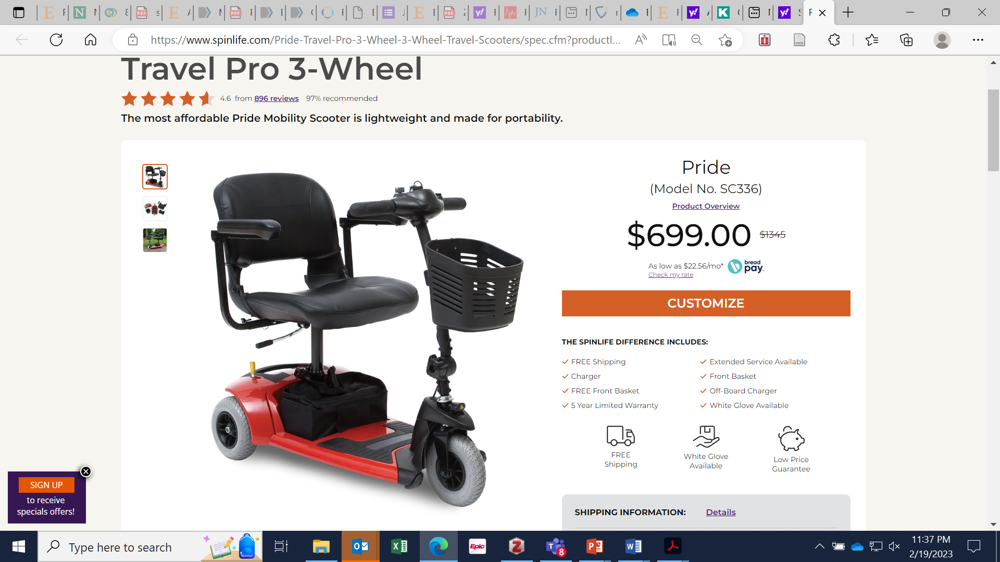 https://www.spinlife.com/Pride-Travel-Pro-3-Wheel-3-Wheel-Travel-Scooters/spec.cfm?productI...
Travel Pro 3-Wheel
4.6 from 896 reviews 97% recommended
The most affordable Pride Mobility Scooter is lightweight and made for portability.
Pride
(Model No. SC336)
Product Overview
$699.00 $1345
As low as $22.56/mo* bread pay™
Check my rate
CUSTOMIZE
THE SPINLIFE DIFFERENCE INCLUDES:
FREE Shipping
Charger
FREE Front Basket
5 Year Limited Warranty
Extended Service Available
Front Basket
Off-Board Charger
White Glove Available
FREE
Shipping
White Glove
Available
Low Price
Guarantee
SHIPPING INFORMATION: Details
SIGN UP
to receive
specials offers!
Type here to search
Epic
8
11:37 PM
2/19/2023